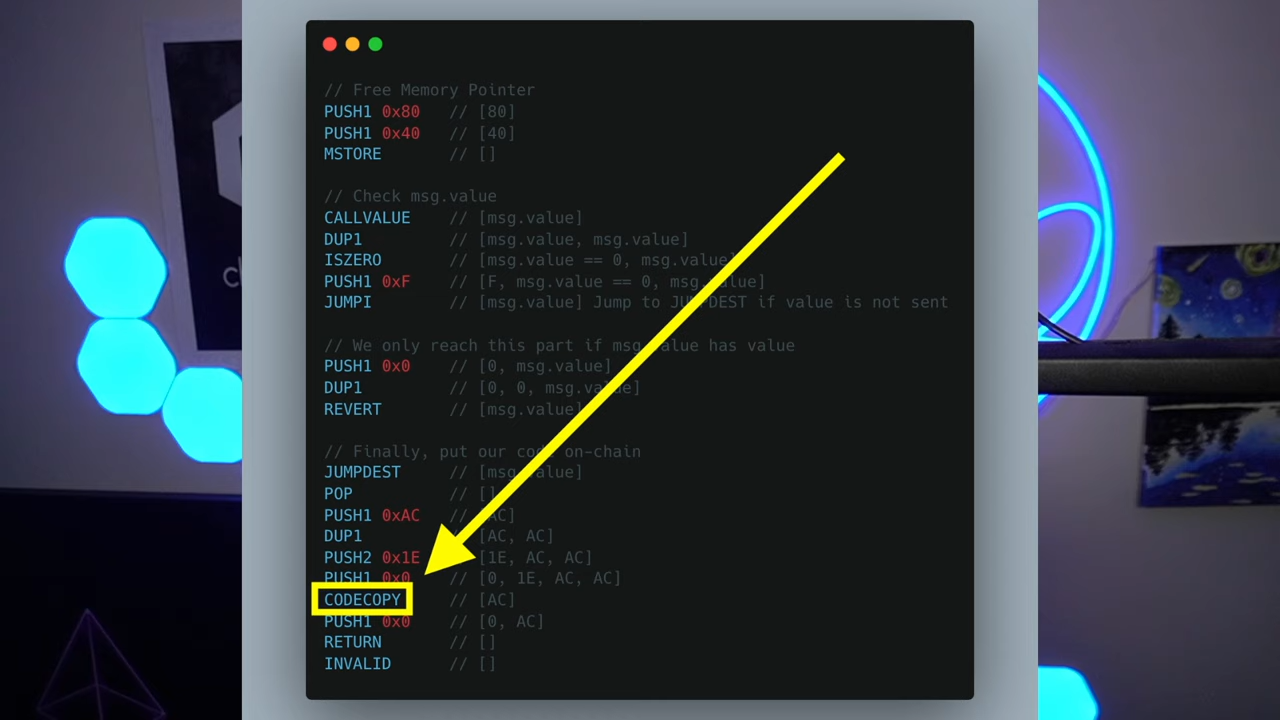 // Free Memory Pointer
PUSH1 0x80 // [80]
PUSH1 0x40 // [40]
MSTORE // []
// Check msg.value
CALLVALUE // [msg.value]
DUP1 // [msg.value, msg.value]
ISZERO // [msg.value == 0, msg.value]
PUSH1 0xF // [F, msg.value == 0, msg.value]
JUMPI // [msg.value] Jump to JUMPDEST if value is not sent
// We only reach this part if msg.value has value
PUSH1 0x0 // [0, msg.value]
DUP1 // [0, 0, msg.value]
REVERT // [msg.value]
// Finally, put our code on-chain
JUMPDEST // [msg.value]
POP // []
PUSH1 0xAC // [AC]
DUP1 // [AC, AC]
PUSH2 0x1E // [1E, AC, AC]
PUSH1 0x0 // [0, 1E, AC, AC]
CODECOPY // [AC]
PUSH1 0x0 // [0, AC]
RETURN // []
INVALID // []